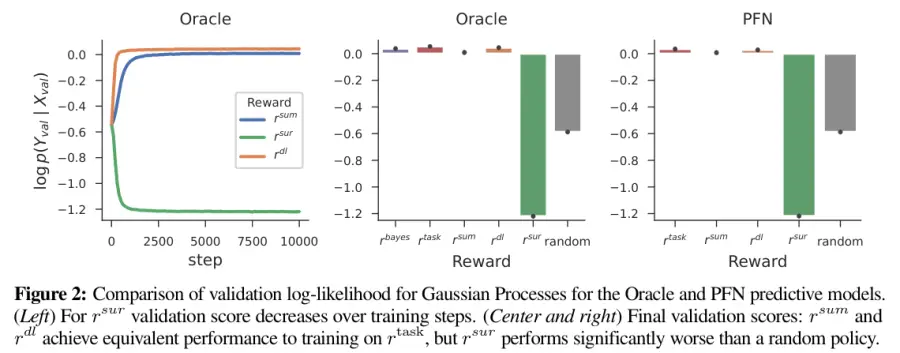 Oracle
log p(Y_val | X_val)
0.0
−0.2
−0.4
−0.6
−0.8
−1.0
−1.2
Reward
r^sum
r^sur
r^dl
0 2500 5000 7500 10000
step
Oracle
0.0
−0.2
−0.4
−0.6
−0.8
−1.0
−1.2
r^bayes r^task r^sum r^dl r^sur random
Reward
PFN
0.0
−0.2
−0.4
−0.6
−0.8
−1.0
−1.2
r^task r^sum r^dl r^sur random
Reward
Figure 2: Comparison of validation log-likelihood for Gaussian Processes for the Oracle and PFN predictive models.
(Left) For r^sur validation score decreases over training steps. (Center and right) Final validation scores: r^sum and
r^dl achieve equivalent performance to training on r^task, but r^sur performs significantly worse than a random policy.